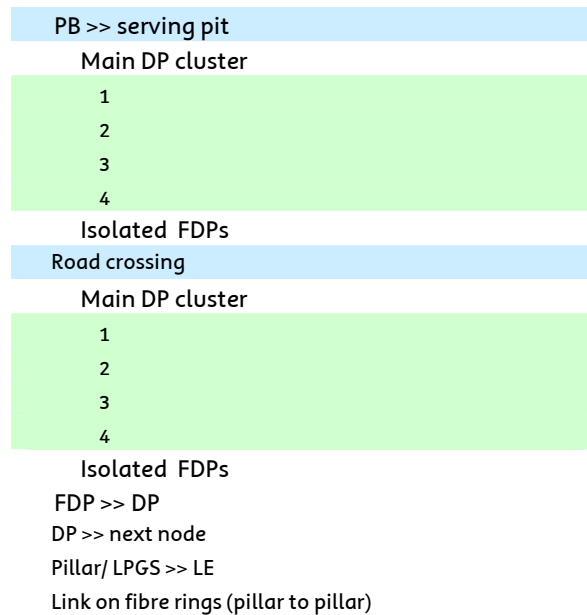 PB >> serving pit
Main DP cluster
1
2
3
4
Isolated FDPs
Road crossing
Main DP cluster
1
2
3
4
Isolated FDPs
FDP >> DP
DP >> next node
Pillar/ LPGS >> LE
Link on fibre rings (pillar to pillar)